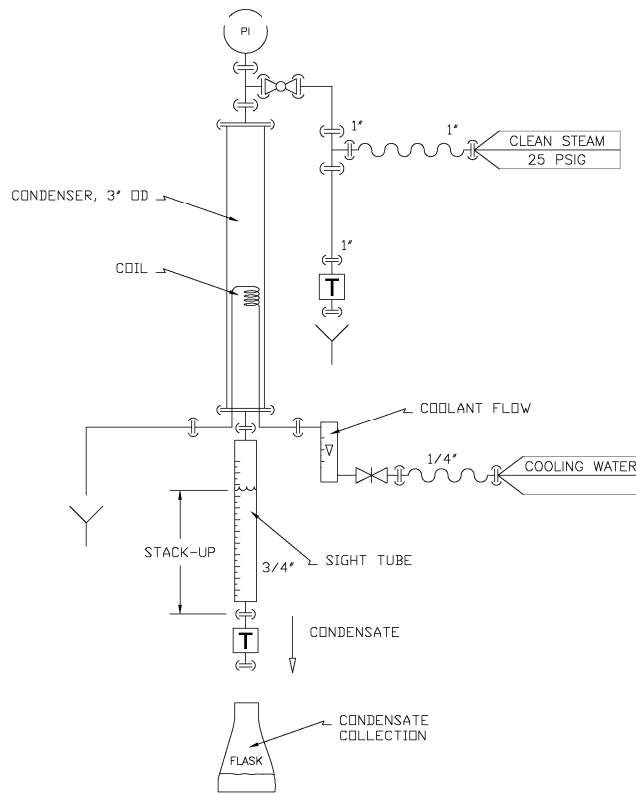 PI
1"
1"
CLEAN STEAM
25 PSIG
CONDENSER, 3" OD
1"
COIL
T
COOLANT FLOW
1/4"
COOLING WATER
STACK-UP
SIGHT TUBE
3/4"
T
CONDENSATE
CONDENSATE
COLLECTION
FLASK